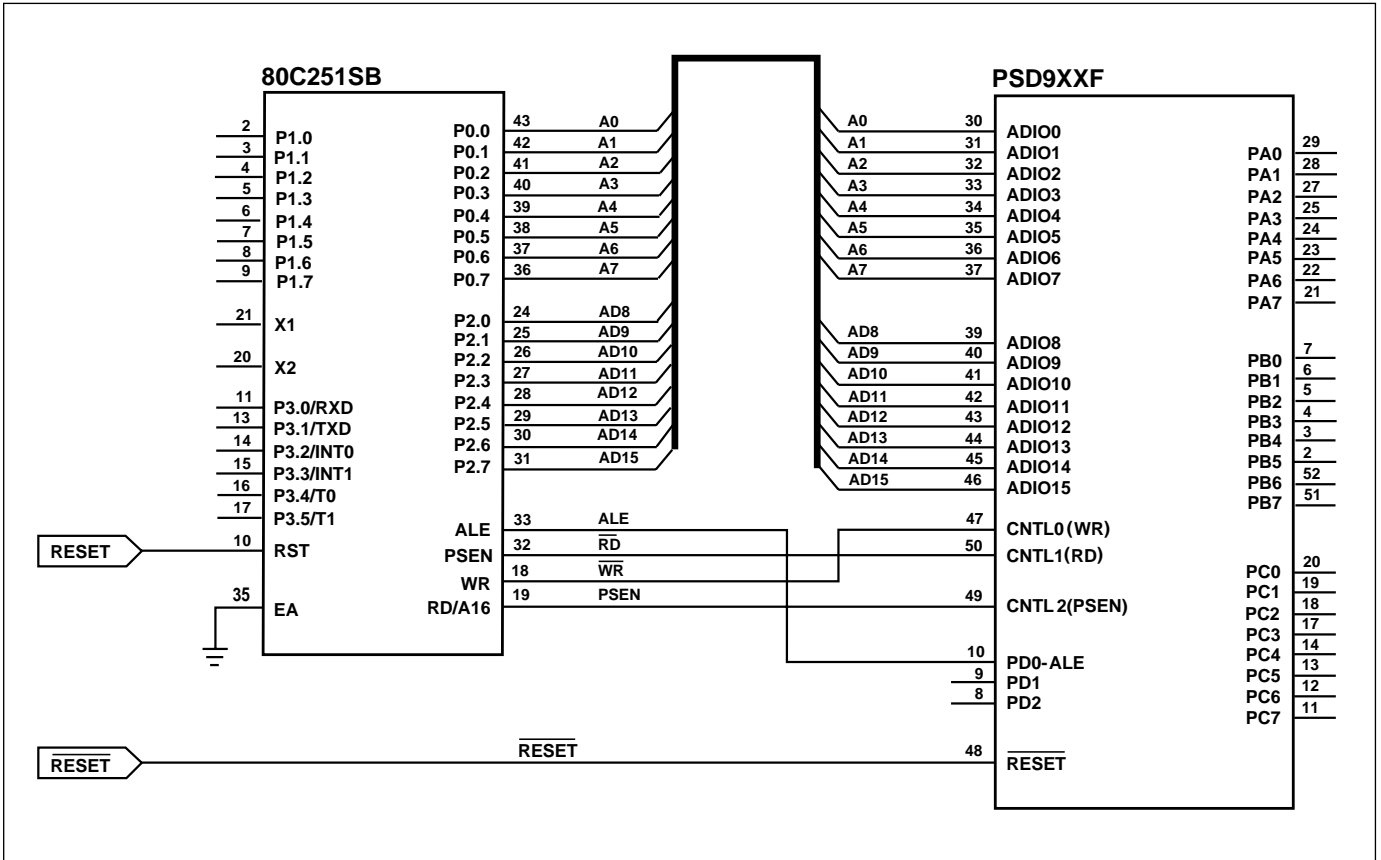 80C251SB
PSD9XXF
2 P1.0
3 P1.1
4 P1.2
5 P1.3
6 P1.4
7 P1.5
8 P1.6
9 P1.7
21 X1
20 X2
11 P3.0/RXD
13 P3.1/TXD
14 P3.2/INT0
15 P3.3/INT1
16 P3.4/T0
17 P3.5/T1
RESET 10 RST
35 EA
P0.0 43 A0
P0.1 42 A1
P0.2 41 A2
P0.3 40 A3
P0.4 39 A4
P0.5 38 A5
P0.6 37 A6
P0.7 36 A7
P2.0 24 AD8
P2.1 25 AD9
P2.2 26 AD10
P2.3 27 AD11
P2.4 28 AD12
P2.5 29 AD13
P2.6 30 AD14
P2.7 31 AD15
ALE 33 ALE
PSEN 32 RD
WR 18 WR
RD/A16 19 PSEN
A0 30 ADIO0
A1 31 ADIO1
A2 32 ADIO2
A3 33 ADIO3
A4 34 ADIO4
A5 35 ADIO5
A6 36 ADIO6
A7 37 ADIO7
AD8 39 ADIO8
AD9 40 ADIO9
AD10 41 ADIO10
AD11 42 ADIO11
AD12 43 ADIO12
AD13 44 ADIO13
AD14 45 ADIO14
AD15 46 ADIO15
47 CNTL0(WR)
50 CNTL1(RD)
49 CNTL 2(PSEN)
10 PD0-ALE
9 PD1
8 PD2
RESET RESET 48 RESET
PA0 29
PA1 28
PA2 27
PA3 25
PA4 24
PA5 23
PA6 22
PA7 21
PB0 7
PB1 6
PB2 5
PB3 4
PB4 3
PB5 2
PB6 52
PB7 51
PC0 20
PC1 19
PC2 18
PC3 17
PC4 14
PC5 13
PC6 12
PC7 11